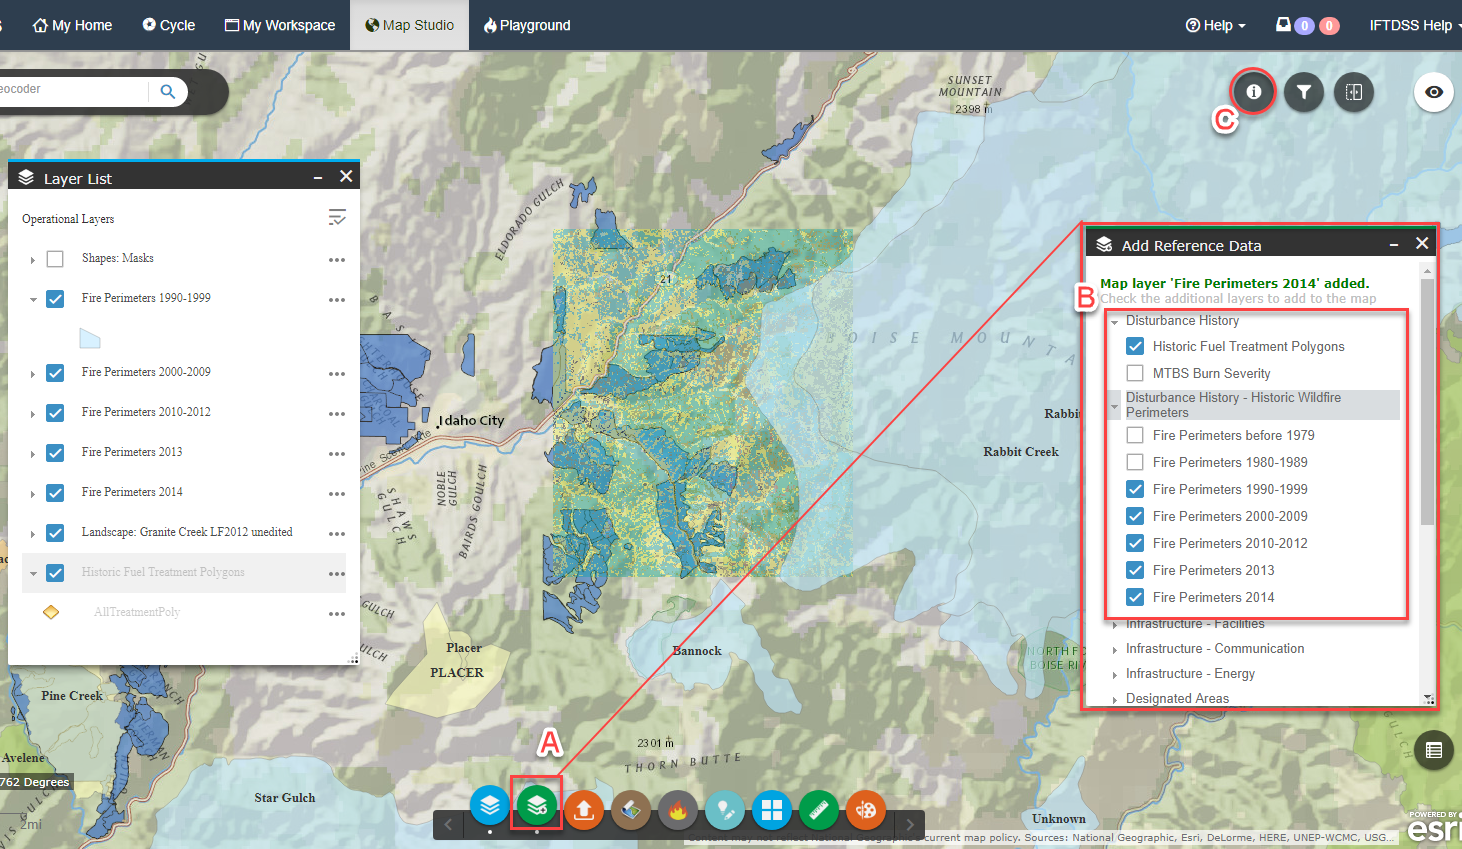 S
My Home
Cycle
My Workspace
Map Studio
Playground
Help
0
0
IFTDSS Help
eocoder
SUNSET
MOUNTAIN
2398 m
C
Layer List
Operational Layers
Shapes: Masks
Fire Perimeters 1990-1999
Fire Perimeters 2000-2009
Fire Perimeters 2010-2012
Fire Perimeters 2013
Fire Perimeters 2014
Landscape: Granite Creek LF2012 unedited
Historic Fuel Treatment Polygons
AllTreatmentPoly
ELDORADO GULCH
21
BOISE MOUNTA
Idaho City
Rabbit
Rabbit Creek
NOBLE
GULCH
SHAWS
GULCH
BAIRDS GOULCH
B
Add Reference Data
Map layer 'Fire Perimeters 2014' added.
Check the additional layers to add to the map
Disturbance History
Historic Fuel Treatment Polygons
MTBS Burn Severity
Disturbance History - Historic Wildfire
Perimeters
Fire Perimeters before 1979
Fire Perimeters 1980-1989
Fire Perimeters 1990-1999
Fire Perimeters 2000-2009
Fire Perimeters 2010-2012
Fire Perimeters 2013
Fire Perimeters 2014
Infrastructure - Facilities
Infrastructure - Communication
Infrastructure - Energy
Designated Areas
GULCH
ULCH
Placer
PLACER
Bannock
NORTH FO
BOISE RIV
Pine Creek
Avelene
762 Degrees
2mi
Star Gulch
2301 m
THORN BUTTE
A
Unknown
National Geographic's current map policy. Sources: National Geographic, Esri, DeLorme, HERE, UNEP-WCMC, USG...
POWERED BY
esri